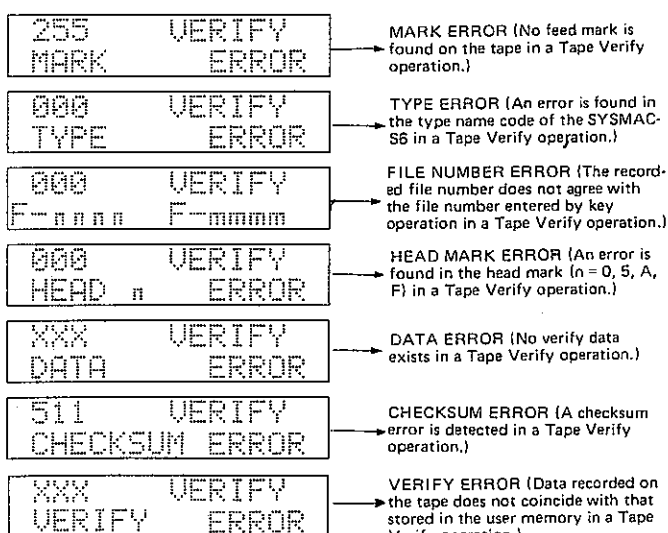 255 VERIFY
MARK ERROR
MARK ERROR (No feed mark is
found on the tape in a Tape Verify
operation.)
000 VERIFY
TYPE ERROR
TYPE ERROR (An error is found in
the type name code of the SYSMAC-
S6 in a Tape Verify operation.)
000 VERIFY
F-nnnn F-mmmm
FILE NUMBER ERROR (The record-
ed file number does not agree with
the file number entered by key
operation in a Tape Verify operation.)
000 VERIFY
HEAD n ERROR
HEAD MARK ERROR (An error is
found in the head mark (n = 0, 5, A,
F) in a Tape Verify operation.)
XXX VERIFY
DATA ERROR
DATA ERROR (No verify data
exists in a Tape Verify operation.)
511 VERIFY
CHECKSUM ERROR
CHECKSUM ERROR (A checksum
error is detected in a Tape Verify
operation.)
XXX VERIFY
VERIFY ERROR
VERIFY ERROR (Data recorded on
the tape does not coincide with that
stored in the user memory in a Tape